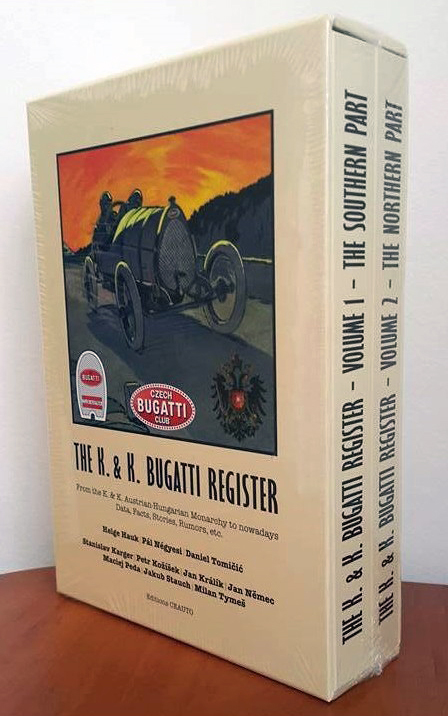 BUGATTI
CZECH
BUGATTI
CLUB
THE K. & K. BUGATTI REGISTER
From the K. & K. Austrian-Hungarian Monarchy to nowadays
Data, Facts, Stories, Rumors, etc.
Helge Hauk | Pál Négyesi | Daniel Tomičić
Stanislav Karger | Petr Kožíšek | Jan Králík | Jan Němec
Maciej Peda | Jakub Stauch | Milan Tymeš
Editions CEAUTO
THE K. & K. BUGATTI REGISTER – VOLUME 1 – THE SOUTHERN PART
THE K. & K. BUGATTI REGISTER – VOLUME 2 – THE NORTHERN PART